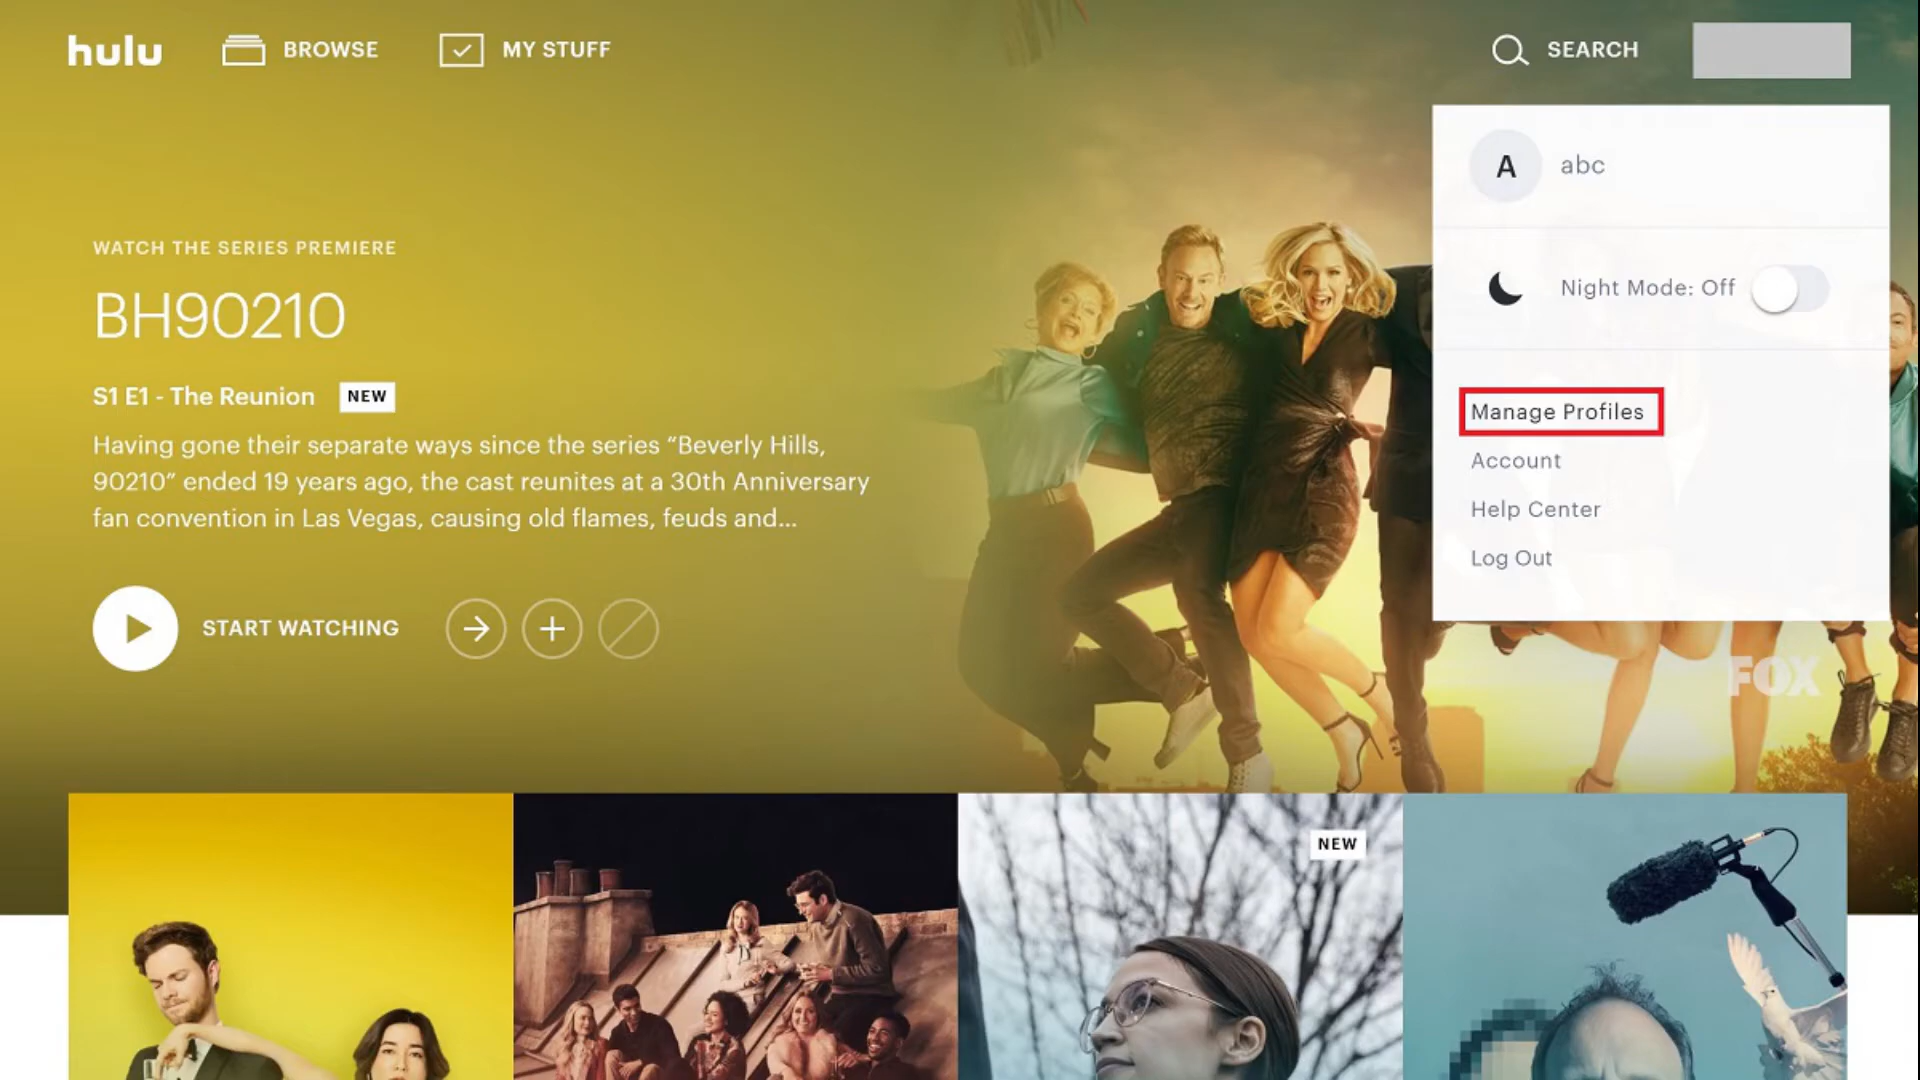 hulu
BROWSE
MY STUFF
SEARCH
A
abc
Night Mode: Off
Manage Profiles
Account
Help Center
Log Out
WATCH THE SERIES PREMIERE
BH90210
S1 E1 - The Reunion
NEW
Having gone their separate ways since the series “Beverly Hills,
90210” ended 19 years ago, the cast reunites at a 30th Anniversary
fan convention in Las Vegas, causing old flames, feuds and...
START WATCHING
FOX
NEW